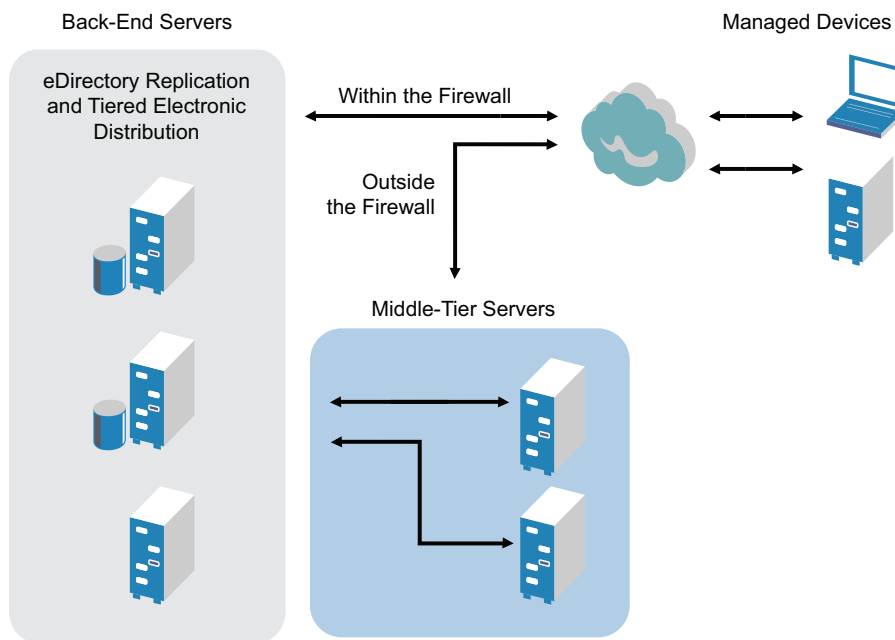 Back-End Servers
Managed Devices
eDirectory Replication
and Tiered Electronic
Distribution
Within the Firewall
Outside
the Firewall
Middle-Tier Servers